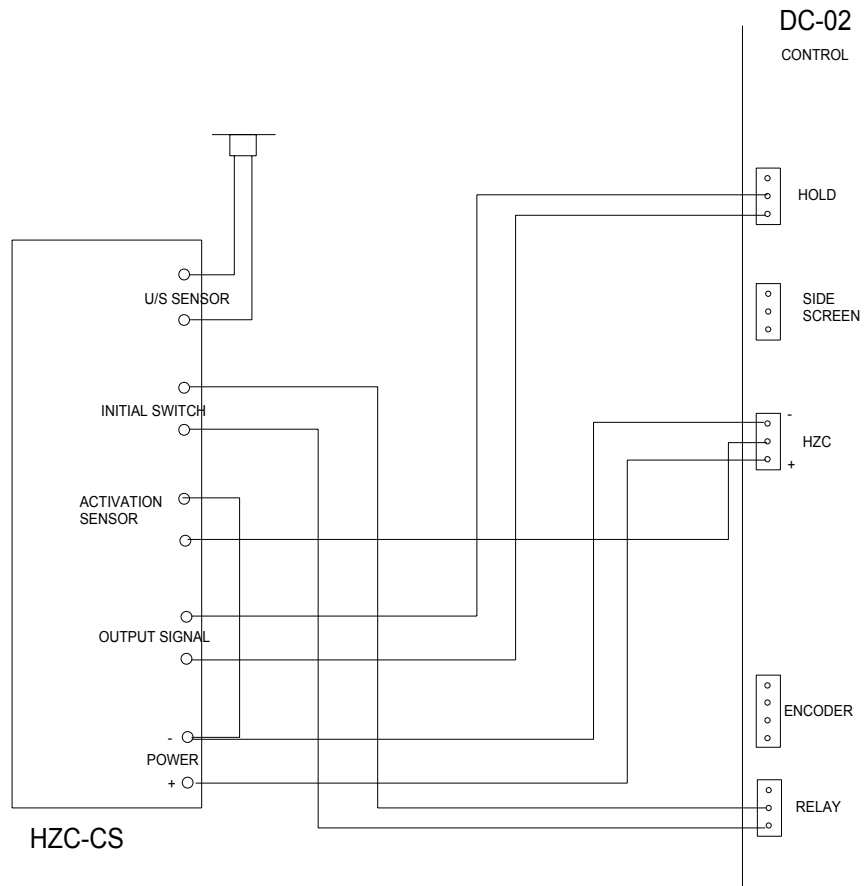 DC-02
CONTROL
HOLD
U/S SENSOR
SIDE
SCREEN
INITIAL SWITCH
-
HZC
+
ACTIVATION
SENSOR
OUTPUT SIGNAL
ENCODER
-
POWER
+
RELAY
HZC-CS